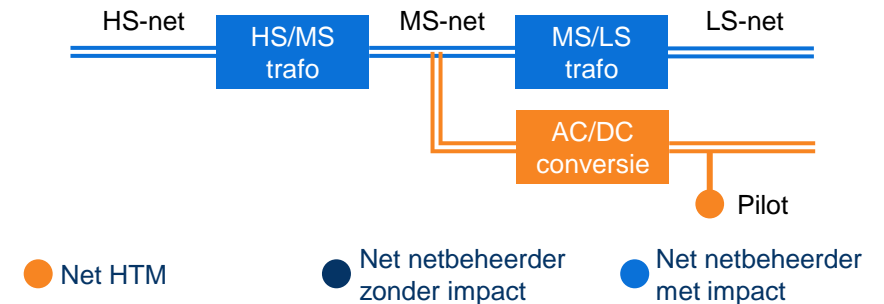 HS-net
MS-net
LS-net
HS/MS
trafo
MS/LS
trafo
AC/DC
conversie
Pilot
Net HTM
Net netbeheerder
zonder impact
Net netbeheerder
met impact